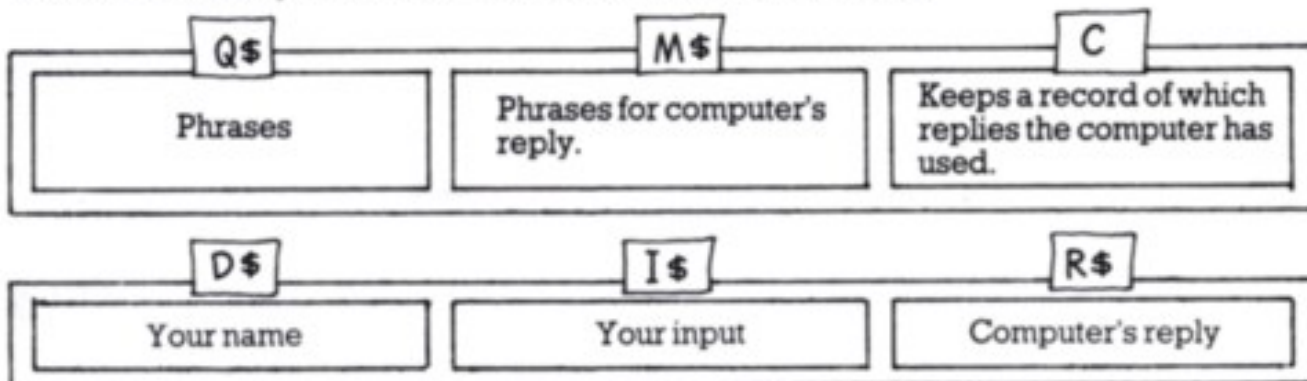 Q$
M$
C
Phrases
Phrases for computer's
reply.
Keeps a record of which
replies the computer has
used.
D$
I$
R$
Your name
Your input
Computer's reply